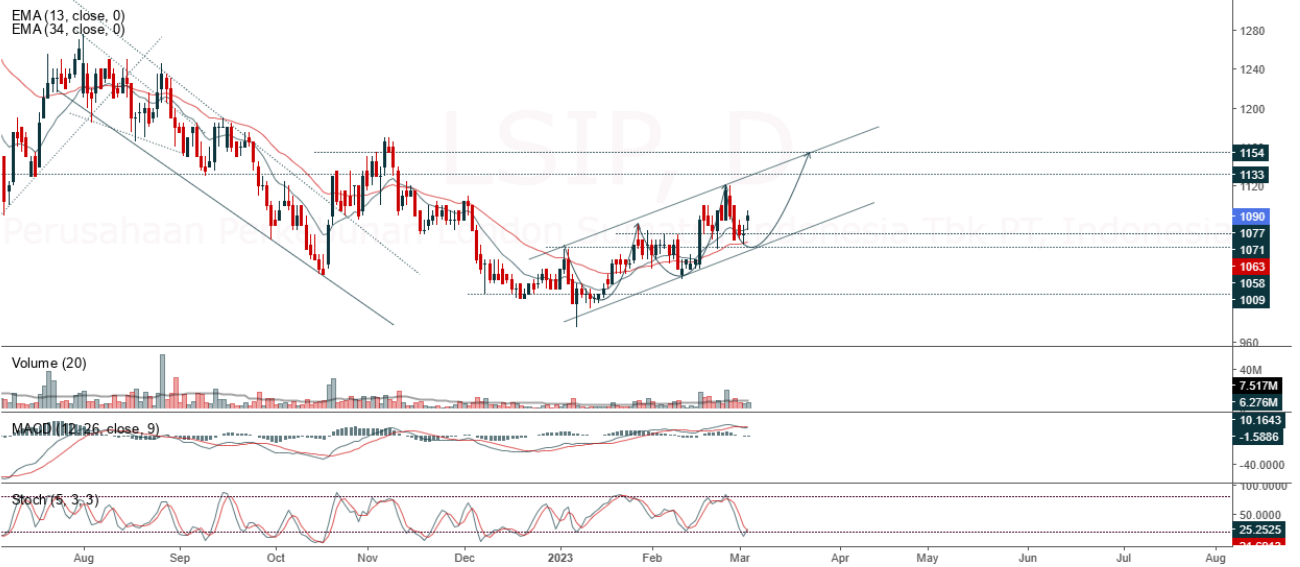 EMA (13, close, 0)
EMA (34, close, 0)
LSIP, D
1280
1240
1200
1154
1133
1120
1090
1077
1071
1063
1058
1009
960
Volume (20)
40M
7.517M
6.276M
MACD (12, 26, close, 9)
10.1643
-1.5886
-40.0000
Stoch (5, 3, 3)
100.0000
50.0000
25.2525
Aug
Sep
Oct
Nov
Dec
2023
Feb
Mar
Apr
May
Jun
Jul
Aug